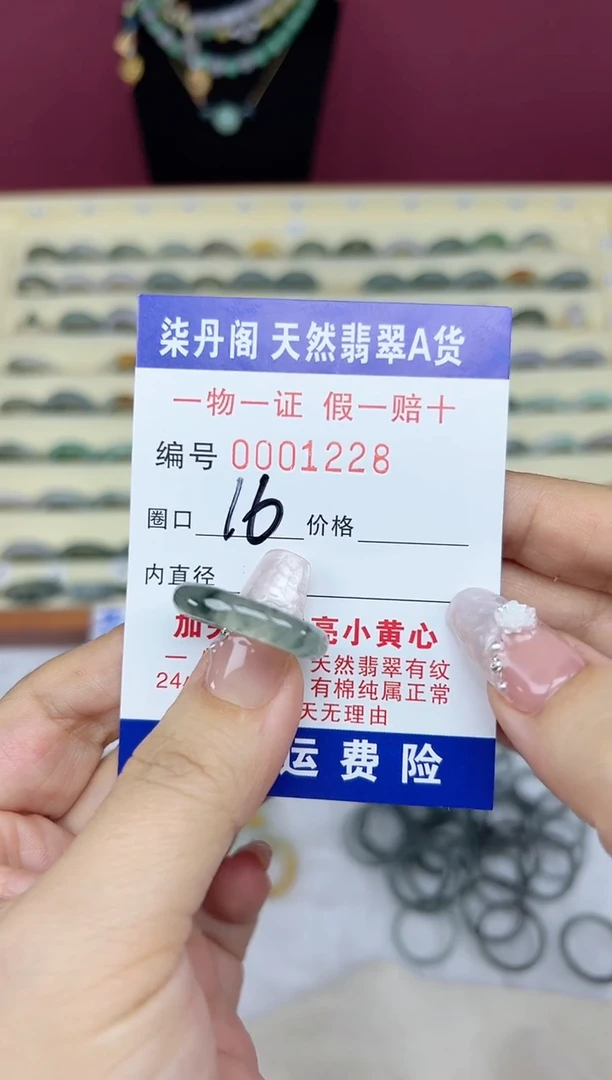 柒丹阁 天然翡翠A货
一物一证 假一赔十
编号 0001228
圈口 16 价格
内直径
加 亮小黄心
一 天然翡翠有纹
24 有棉纯属正常
天无理由
运费险